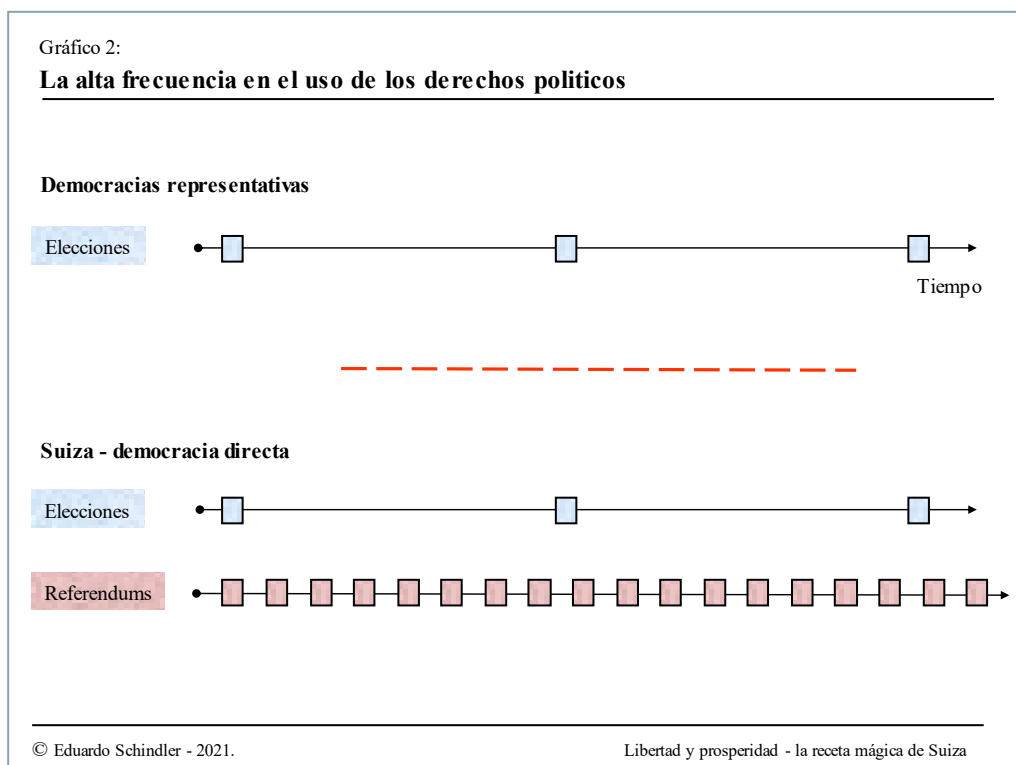 Gráfico 2:
La alta frecuencia en el uso de los derechos politicos
Democracias representativas
Elecciones
Tiempo
Suiza - democracia directa
Elecciones
Referendums
© Eduardo Schindler - 2021.
Libertad y prosperidad - la receta mágica de Suiza